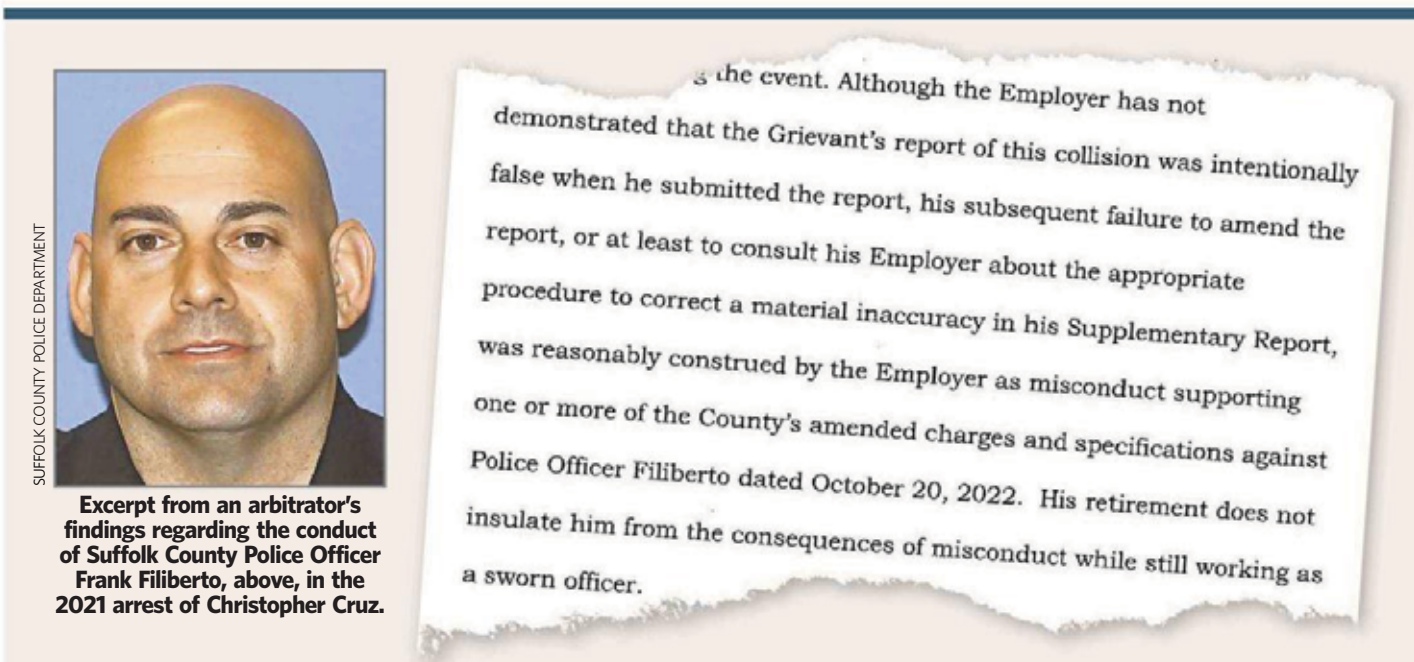 SUFFOLK COUNTY POLICE DEPARTMENT
Excerpt from an arbitrator's
findings regarding the conduct
of Suffolk County Police Officer
Frank Filiberto, above, in the
2021 arrest of Christopher Cruz.
the event. Although the Employer has not
demonstrated that the Grievant's report of this collision was intentionally
false when he submitted the report, his subsequent failure to amend the
report, or at least to consult his Employer about the appropriate
procedure to correct a material inaccuracy in his Supplementary Report,
was reasonably construed by the Employer as misconduct supporting
one or more of the County's amended charges and specifications against
Police Officer Filiberto dated October 20, 2022. His retirement does not
insulate him from the consequences of misconduct while still working as
a sworn officer.